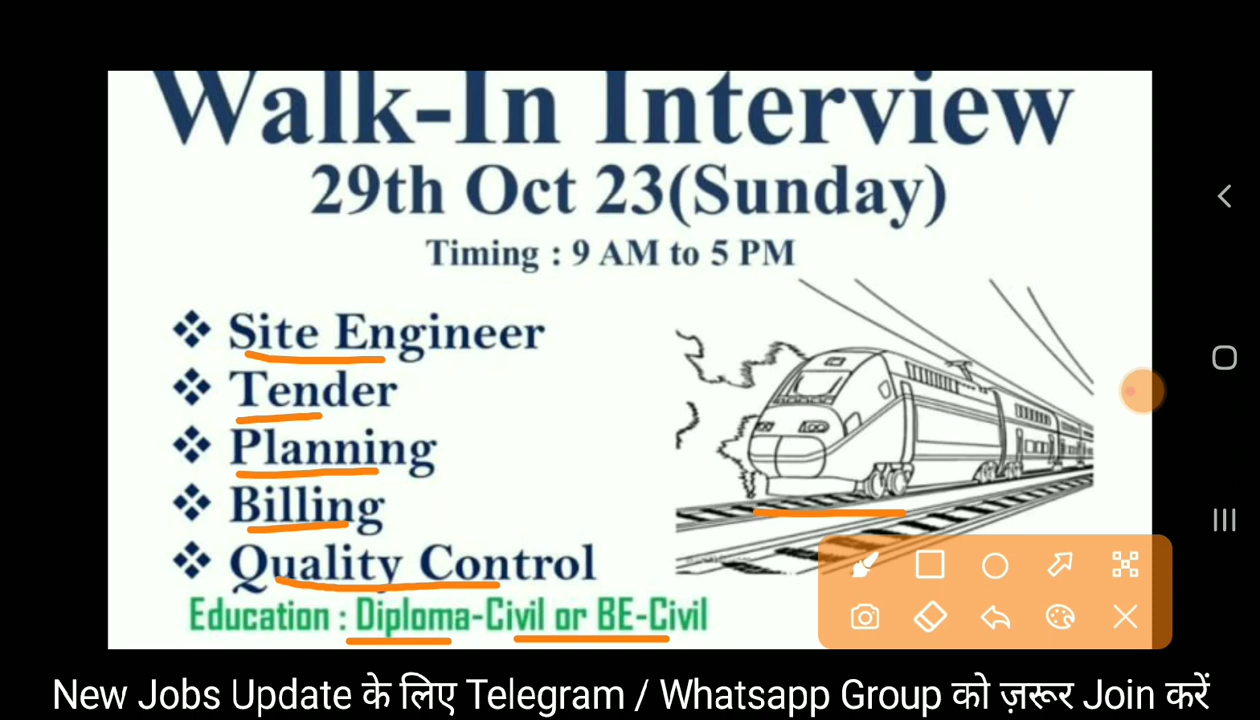 Walk-In Interview
29th Oct 23(Sunday)
Timing : 9 AM to 5 PM
❖ Site Engineer
❖ Tender
❖ Planning
❖ Billing
❖ Quality Control
Education : Diploma-Civil or BE-Civil
New Jobs Update के लिए Telegram / Whatsapp Group को ज़रूर Join करें